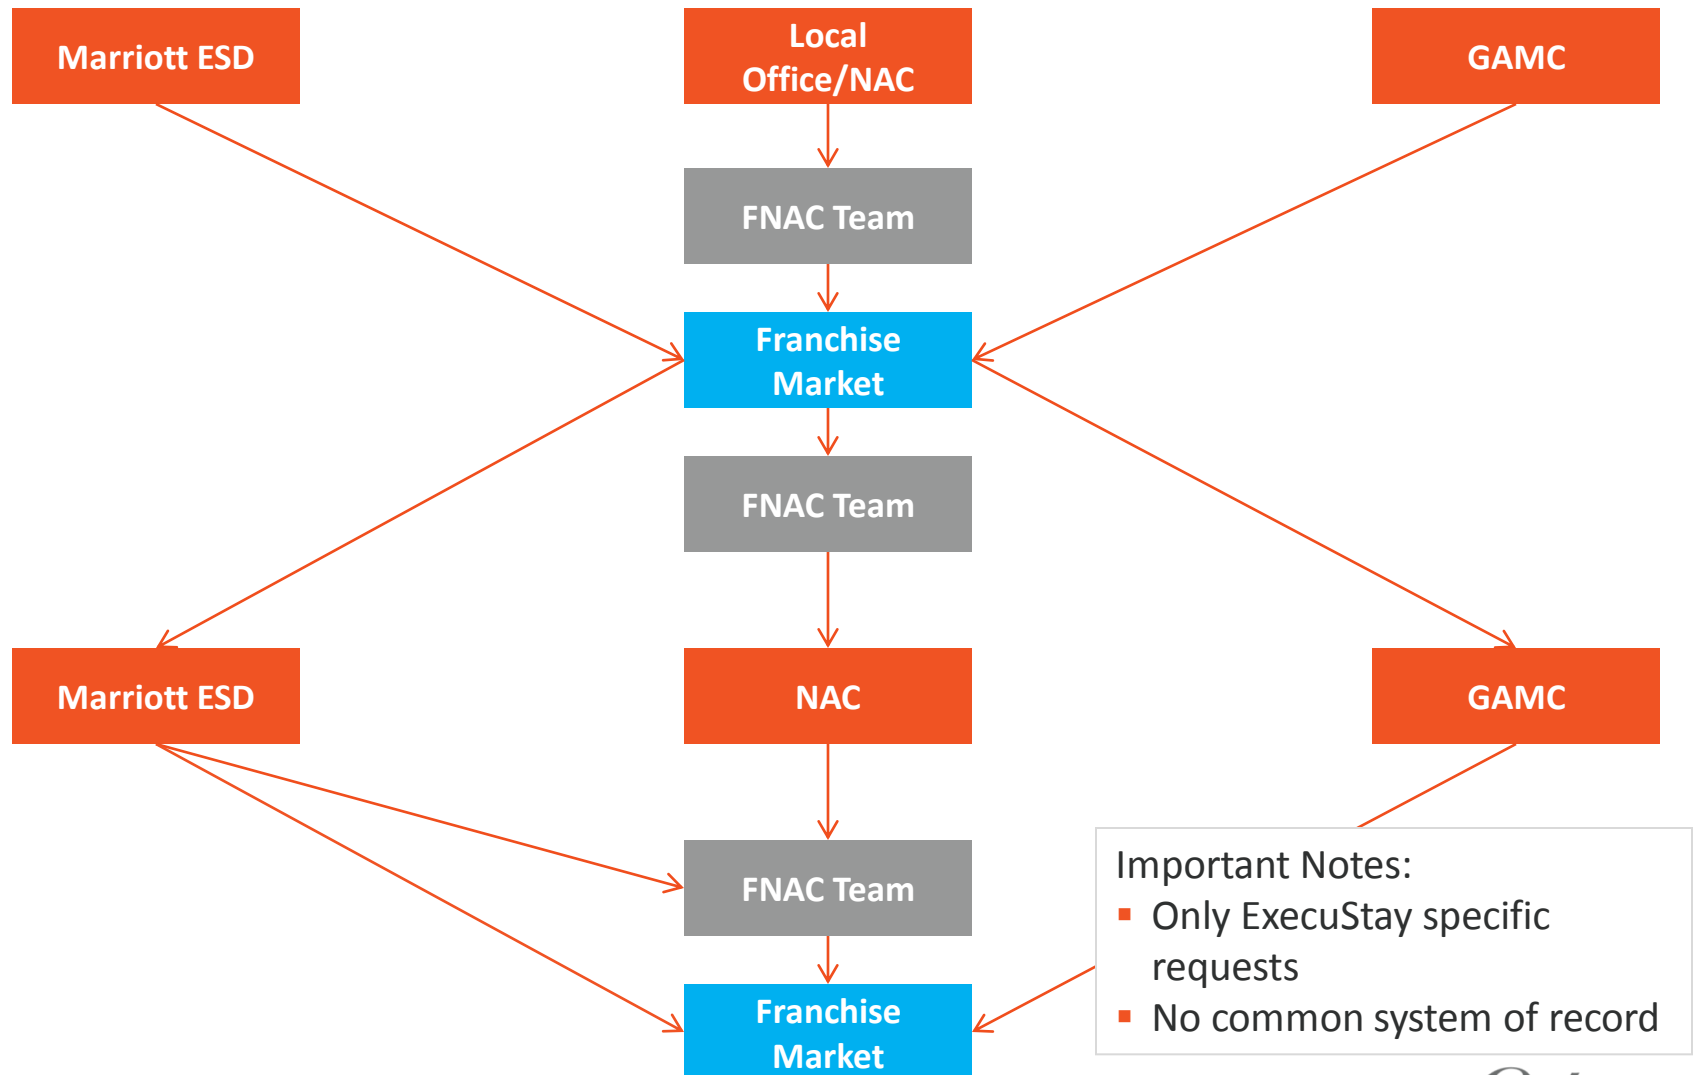 Marriott ESD
Local
Office/NAC
GAMC
FNAC Team
Franchise
Market
FNAC Team
Marriott ESD
NAC
GAMC
FNAC Team
Franchise
Market
Important Notes:
▪ Only ExecuStay specific
requests
▪ No common system of record